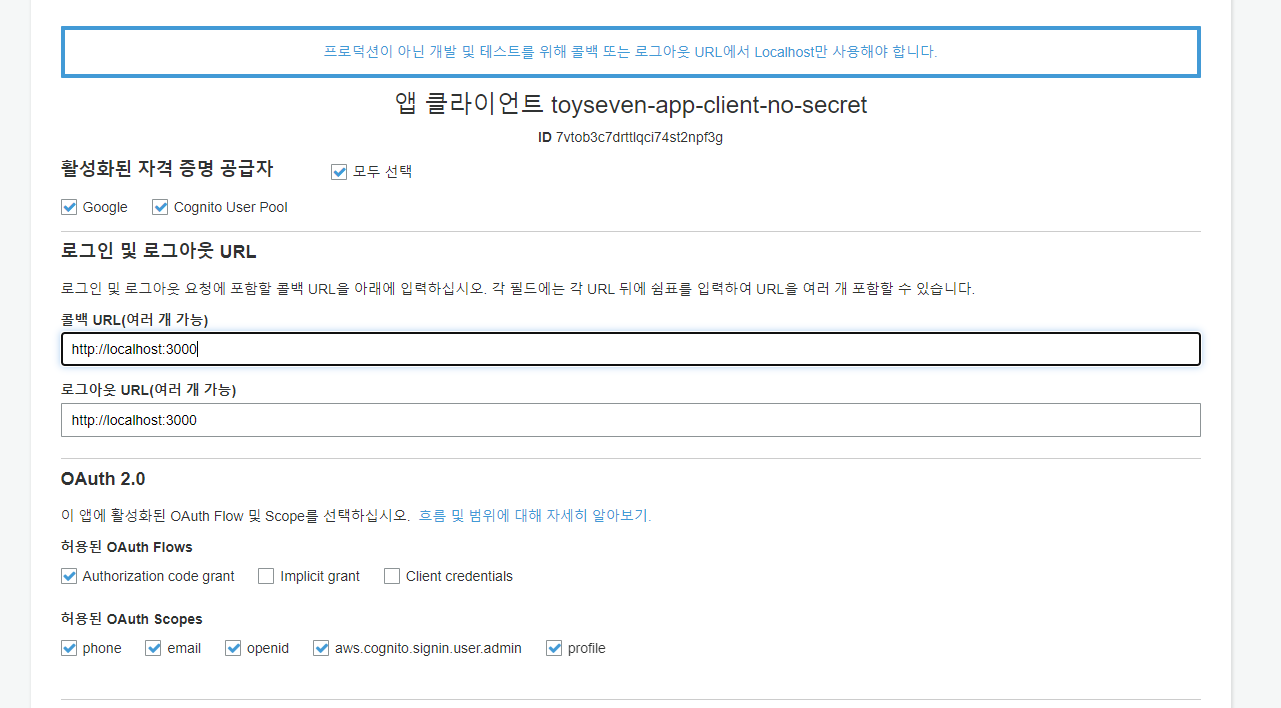 프로덕션이 아닌 개발 및 테스트를 위해 콜백 또는 로그아웃 URL에서 Localhost만 사용해야 합니다.
앱 클라이언트 toyseven-app-client-no-secret
ID 7vtob3c7drttlqci74st2npf3g
활성화된 자격 증명 공급자 모두 선택
Google Cognito User Pool
로그인 및 로그아웃 URL
로그인 및 로그아웃 요청에 포함할 콜백 URL을 아래에 입력하십시오. 각 필드에는 각 URL 뒤에 쉼표를 입력하여 URL을 여러 개 포함할 수 있습니다.
콜백 URL(여러 개 가능)
http://localhost:3000
로그아웃 URL(여러 개 가능)
http://localhost:3000
OAuth 2.0
이 앱에 활성화된 OAuth Flow 및 Scope를 선택하십시오. 흐름 및 범위에 대해 자세히 알아보기.
허용된 OAuth Flows
Authorization code grant Implicit grant Client credentials
허용된 OAuth Scopes
phone email openid aws.cognito.signin.user.admin profile